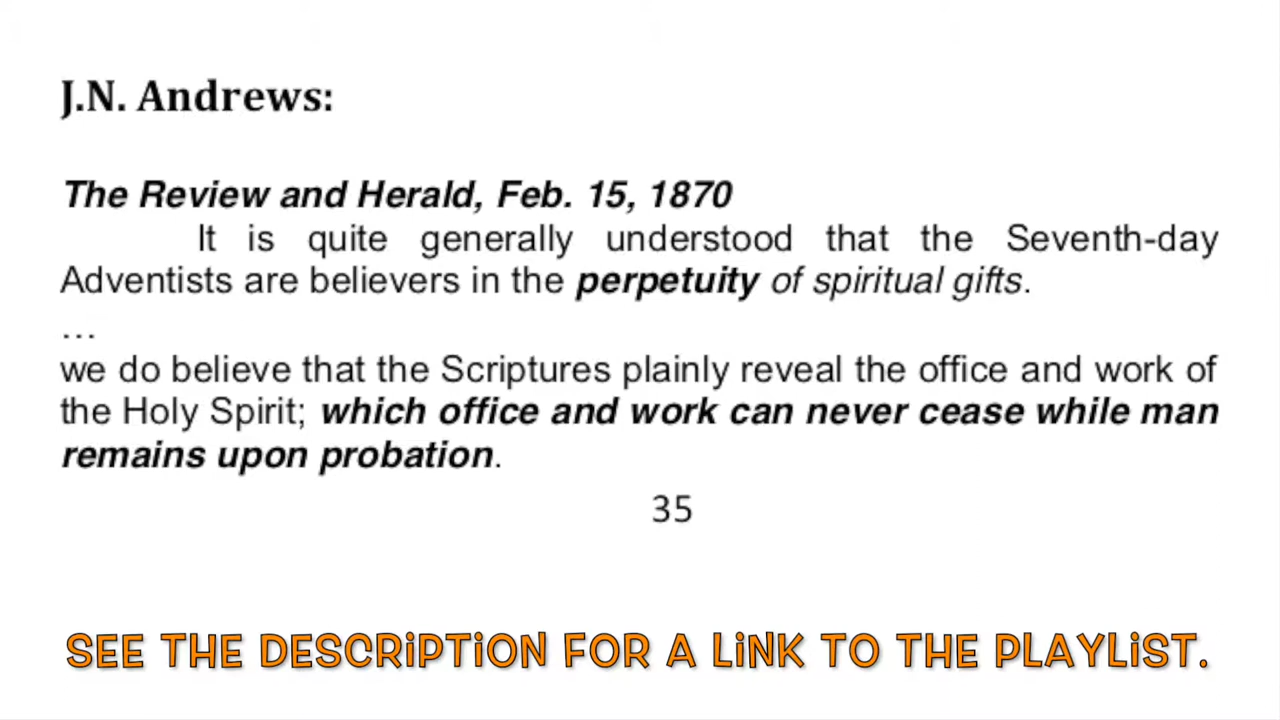 J.N. Andrews:
The Review and Herald, Feb. 15, 1870
It is quite generally understood that the Seventh-day
Adventists are believers in the perpetuity of spiritual gifts.
…
we do believe that the Scriptures plainly reveal the office and work of
the Holy Spirit; which office and work can never cease while man
remains upon probation.
35
SEE THE DESCRiPTiON FOR A LiNK TO THE PLAYLiST.